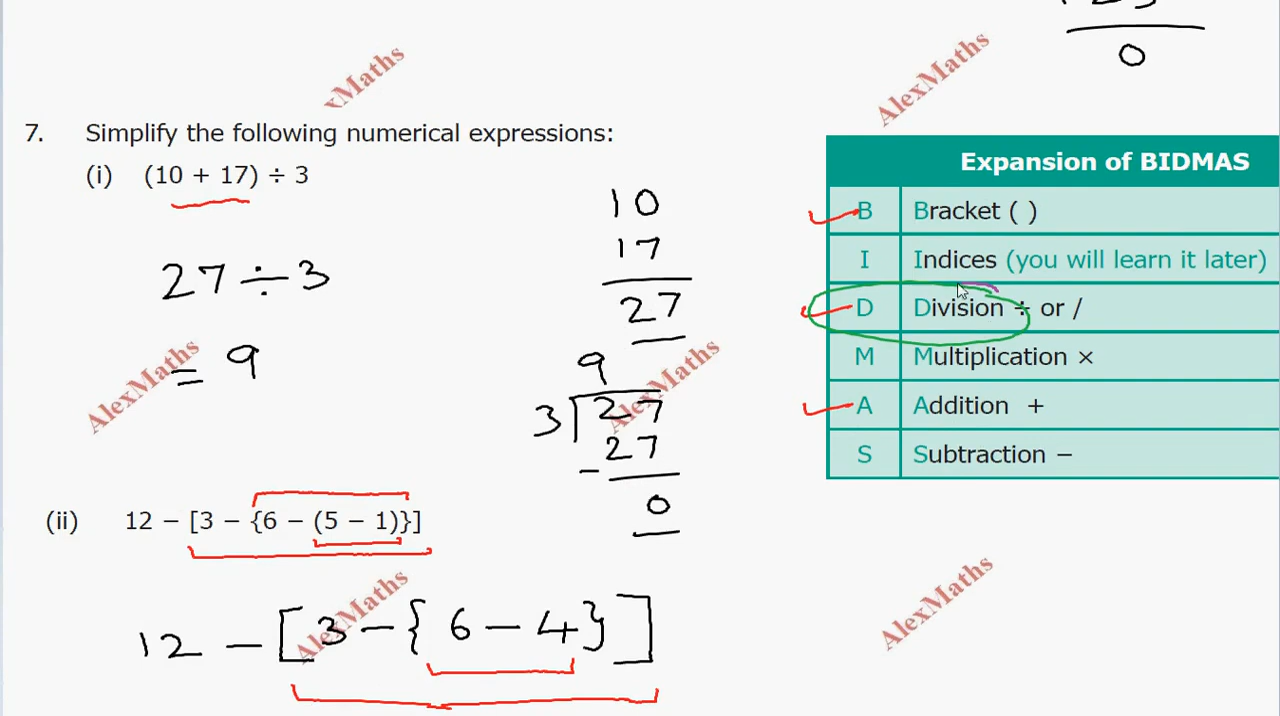 0
AlexMaths
AlexMaths
7. Simplify the following numerical expressions:
(i) (10 + 17) ÷ 3
27 ÷ 3
= 9
AlexMaths
10
17
27
9
3 27
AlexMaths
- 27
0
Expansion of BIDMAS
B Bracket ( )
I Indices (you will learn it later)
D Division ÷ or /
M Multiplication ×
A Addition +
S Subtraction −
(ii) 12 − [3 − {6 − (5 − 1)}]
12 - [3 - { 6 - 4 } ]
AlexMaths
AlexMaths